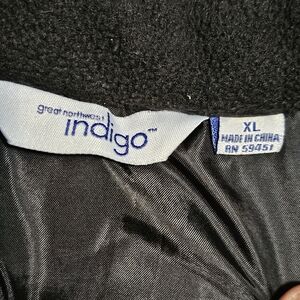 great northwest
indigo™
XL
MADE IN CHINA
RN 59451